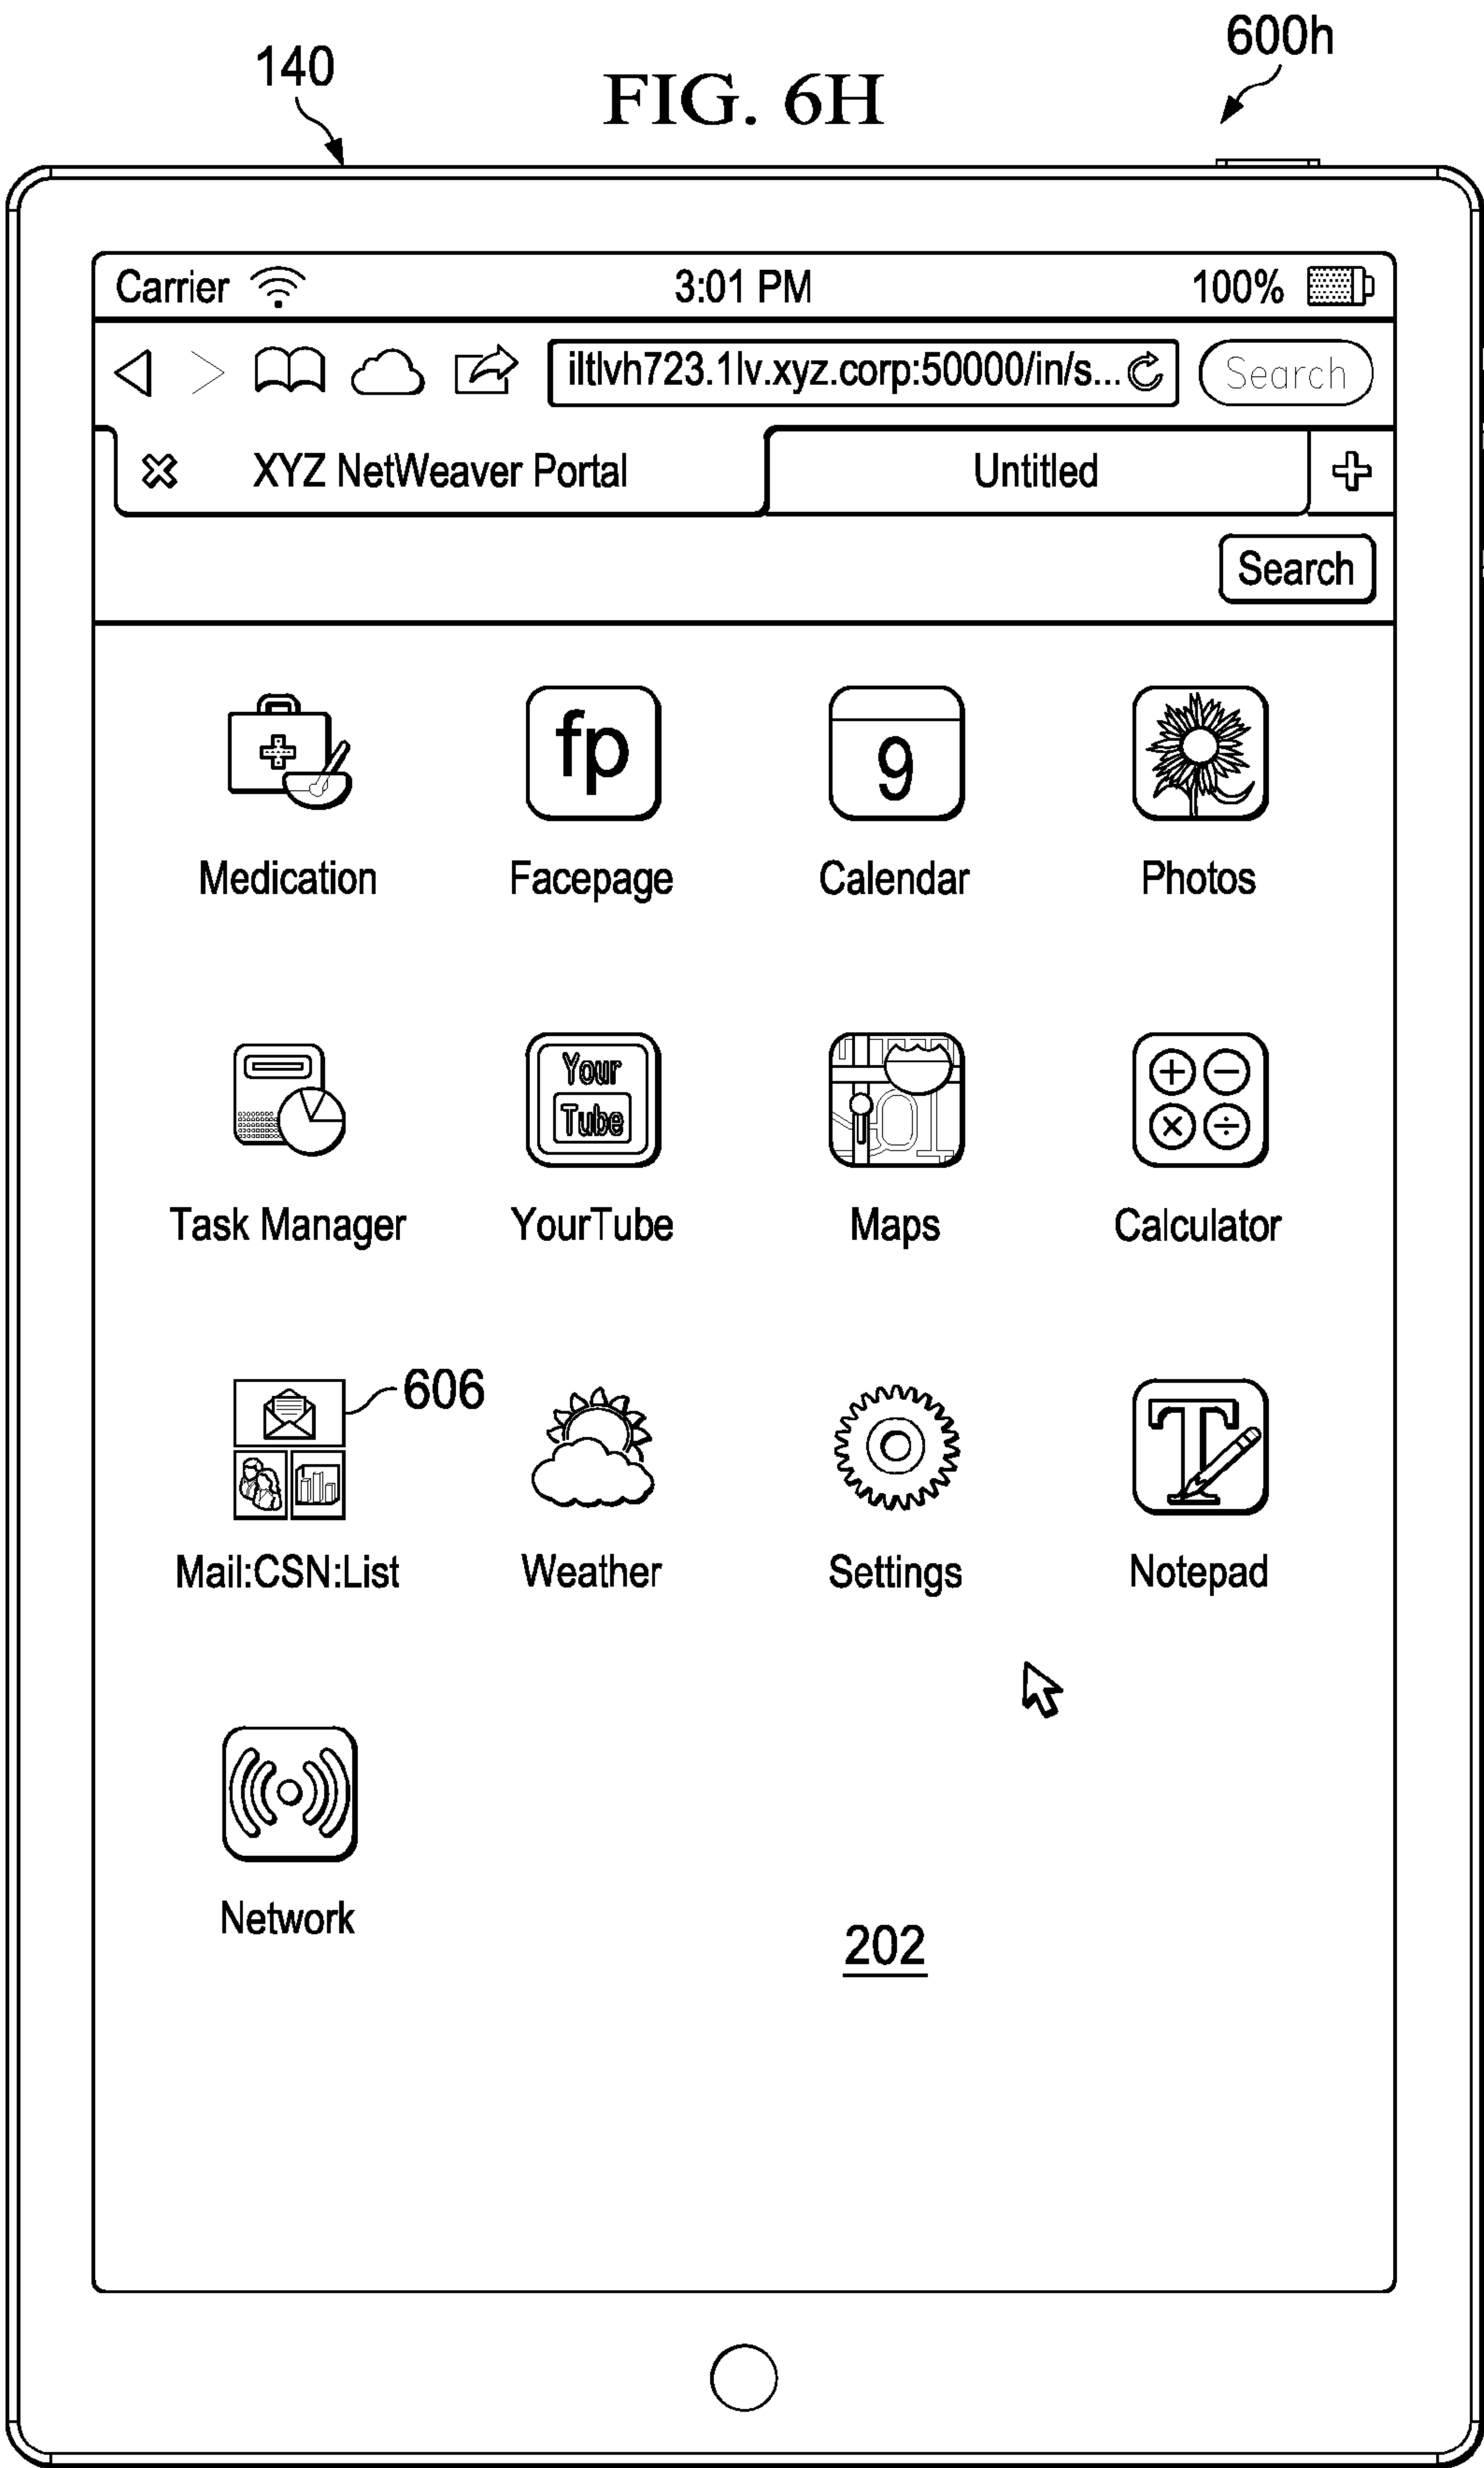 600h
140
FIG. 6H
Carrier 3:01 PM 100%
iltlvh723.1lv.xyz.corp:50000/in/s... Search
XYZ NetWeaver Portal Untitled
Search
fp 9
Medication Facepage Calendar Photos
Your
Tube
Task Manager YourTube Maps Calculator
606
T
Mail:CSN:List Weather Settings Notepad
Network
202